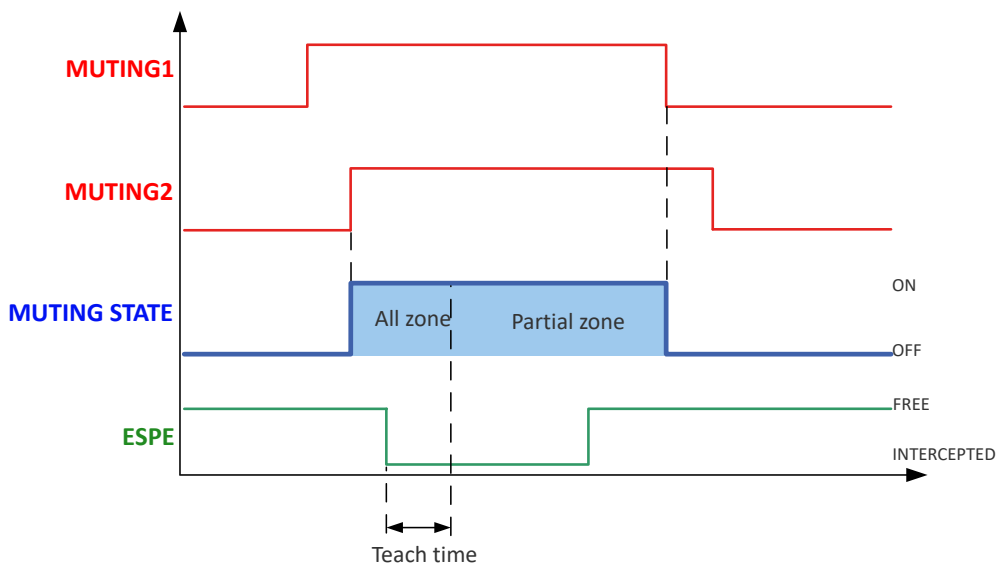 MUTING1
MUTING2
MUTING STATE
All zone
Partial zone
ON
OFF
ESPE
FREE
INTERCEPTED
Teach time